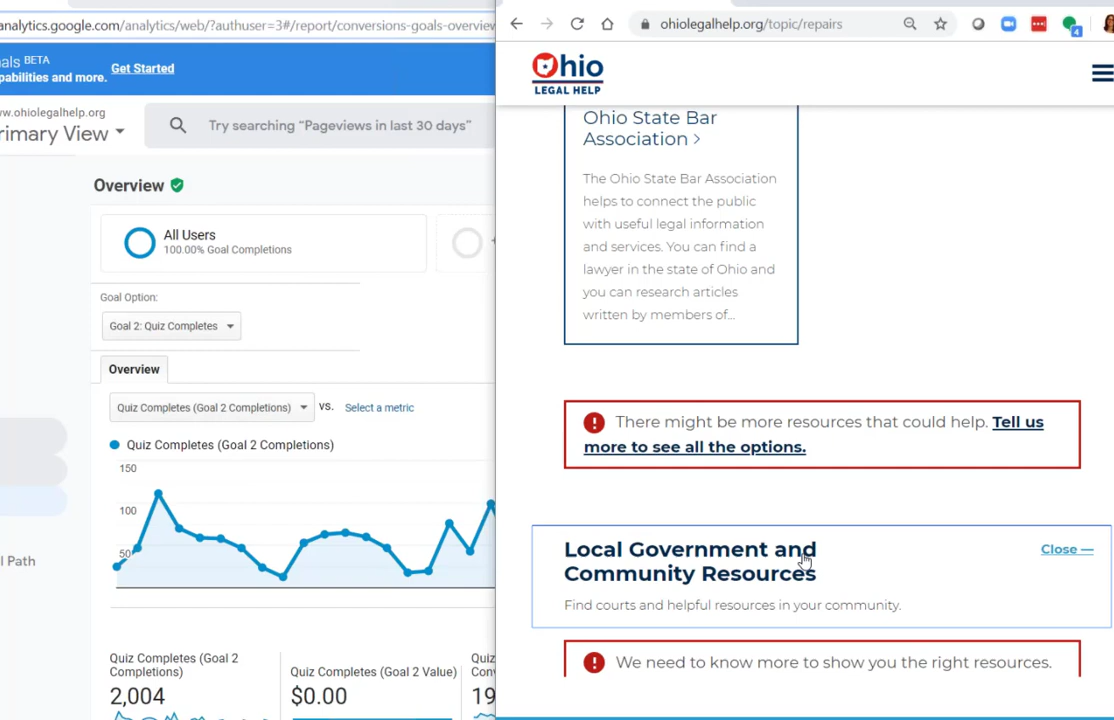 analytics.google.com/analytics/web/?authuser=3#/report/conversions-goals-overview
als BETA
pabilities and more.
Get Started
ww.ohiolegalhelp.org
rimary View
Try searching “Pageviews in last 30 days”
Overview
All Users
100.00% Goal Completions
Goal Option:
Goal 2: Quiz Completes
Overview
Quiz Completes (Goal 2 Completions)
vs.
Select a metric
Quiz Completes (Goal 2 Completions)
150
100
50
l Path
Quiz Completes (Goal 2
Completions)
2,004
Quiz Completes (Goal 2 Value)
$0.00
Quiz
Conv
19
ohiolegalhelp.org/topic/repairs
4
Ohio
LEGAL HELP
Ohio State Bar
Association >
The Ohio State Bar Association
helps to connect the public
with useful legal information
and services. You can find a
lawyer in the state of Ohio and
you can research articles
written by members of...
There might be more resources that could help. Tell us
more to see all the options.
Local Government and
Community Resources
Close —
Find courts and helpful resources in your community.
We need to know more to show you the right resources.